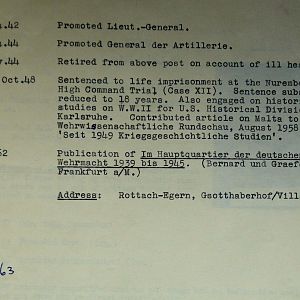 .42 Promoted Lieut.-General.
.44 Promoted General der Artillerie.
.44 Retired from above post on account of ill hea
Oct.48 Sentenced to life imprisonment at the Nurembe
High Command Trial (Case XII). Sentence sub
reduced to 18 years. Also engaged on histor
studies on W.W.II for U.S. Historical Divisi
Karlsruhe. Contributed article on Malta to
Wehrwissenschaftliche Rundschau, August 1958
'Seit 1949 Kriegsgeschichtliche Studien'.
52 Publication of Im Hauptquartier der deutschen
Wehrmacht 1939 bis 1945. (Bernard und Graefe
Frankfurt a/M.)
Address: Rottach-Egern, Gsotthaberhof/Vill
63